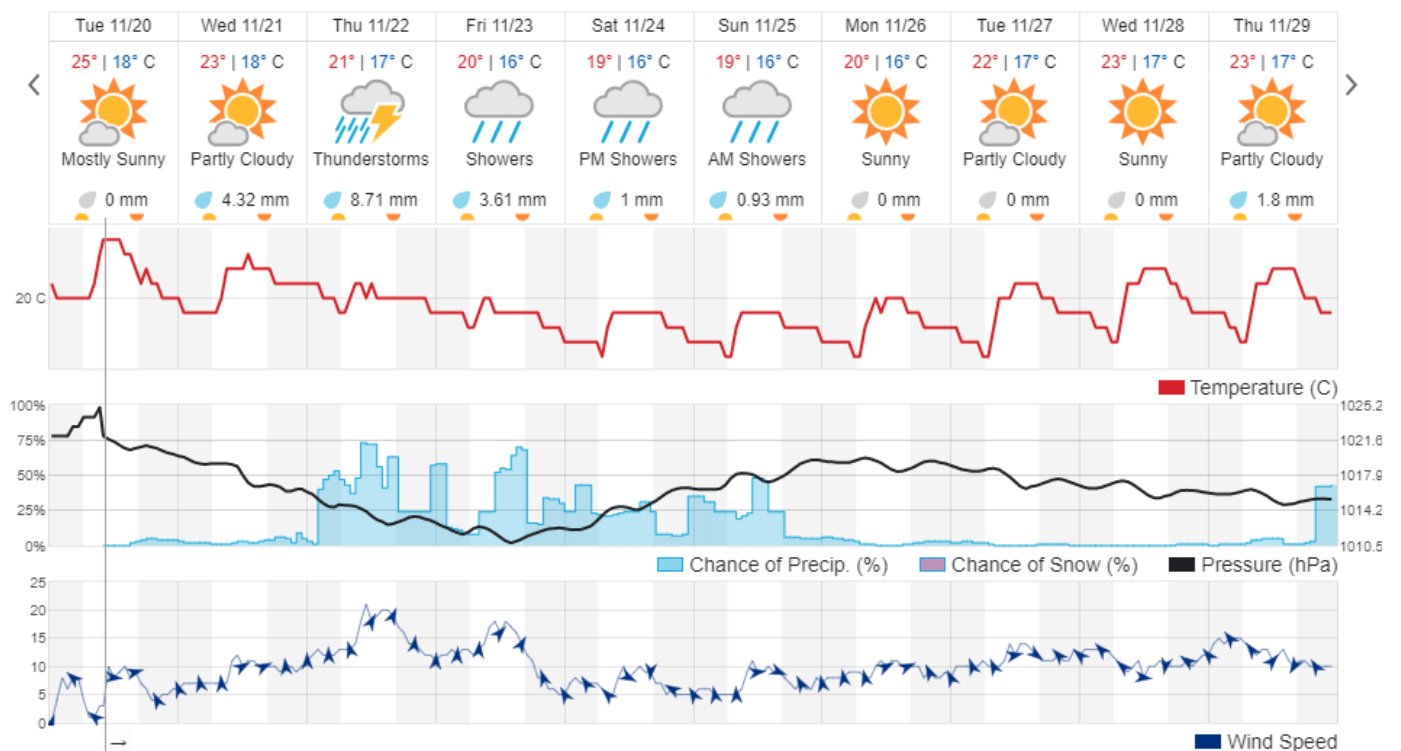 Tue 11/20 Wed 11/21 Thu 11/22 Fri 11/23 Sat 11/24 Sun 11/25 Mon 11/26 Tue 11/27 Wed 11/28 Thu 11/29
25° | 18° C 23° | 18° C 21° | 17° C 20° | 16° C 19° | 16° C 19° | 16° C 20° | 16° C 22° | 17° C 23° | 17° C 23° | 17° C
Mostly Sunny Partly Cloudy Thunderstorms Showers PM Showers AM Showers Sunny Partly Cloudy Sunny Partly Cloudy
0 mm 4.32 mm 8.71 mm 3.61 mm 1 mm 0.93 mm 0 mm 0 mm 0 mm 1.8 mm
20 C
Temperature (C)
100% 1025.2
75% 1021.6
50% 1017.9
25% 1014.2
0% 1010.5
Chance of Precip. (%) Chance of Snow (%) Pressure (hPa)
25
20
15
10
5
0
→
Wind Speed